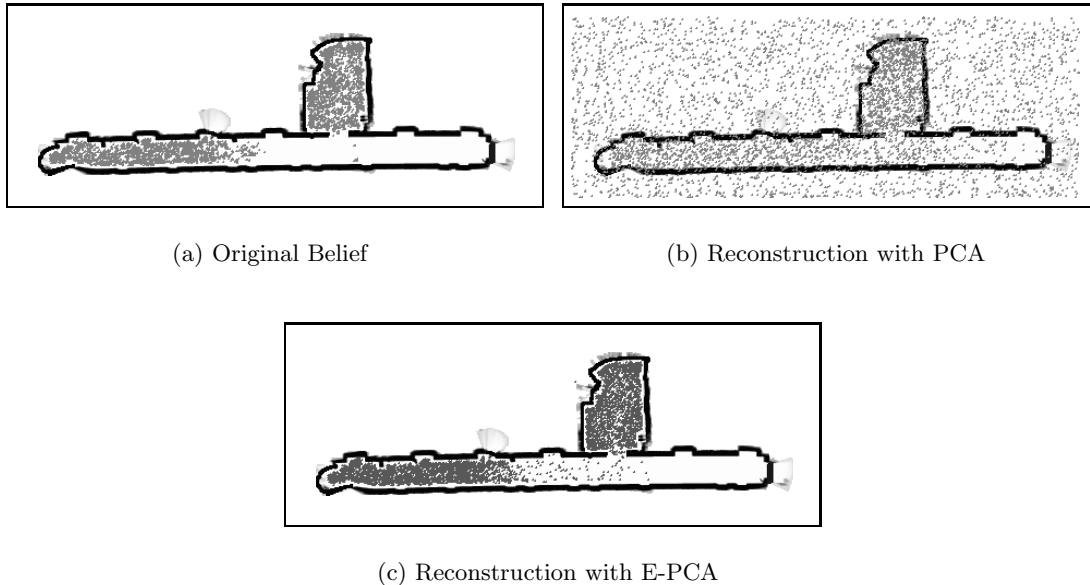 (a) Original Belief
(b) Reconstruction with PCA
(c) Reconstruction with E-PCA